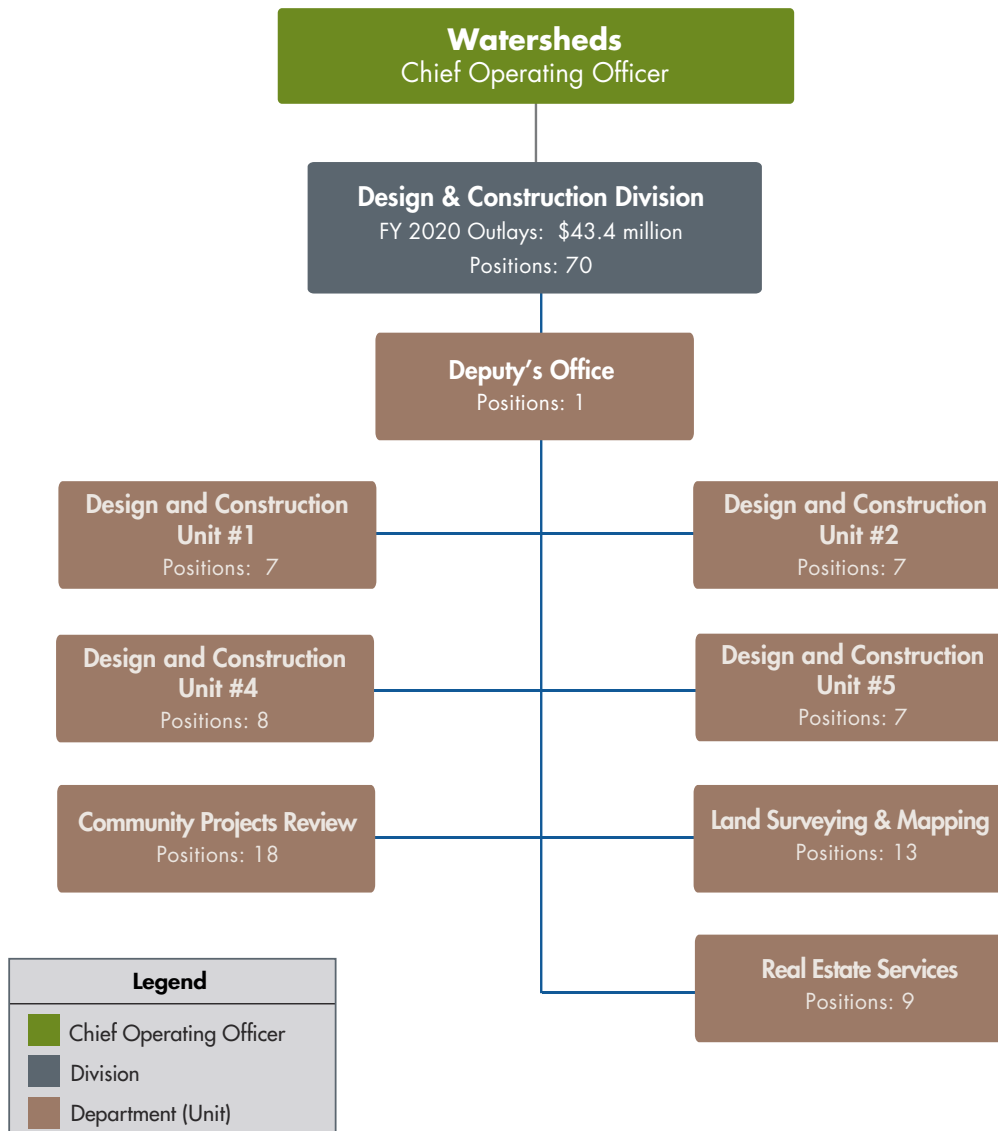 Watersheds
Chief Operating Officer
Design & Construction Division
FY 2020 Outlays: $43.4 million
Positions: 70
Deputy’s Office
Positions: 1
Design and Construction
Unit #1
Positions: 7
Design and Construction
Unit #2
Positions: 7
Design and Construction
Unit #4
Positions: 8
Design and Construction
Unit #5
Positions: 7
Community Projects Review
Positions: 18
Land Surveying & Mapping
Positions: 13
Real Estate Services
Positions: 9
Legend
Chief Operating Officer
Division
Department (Unit)